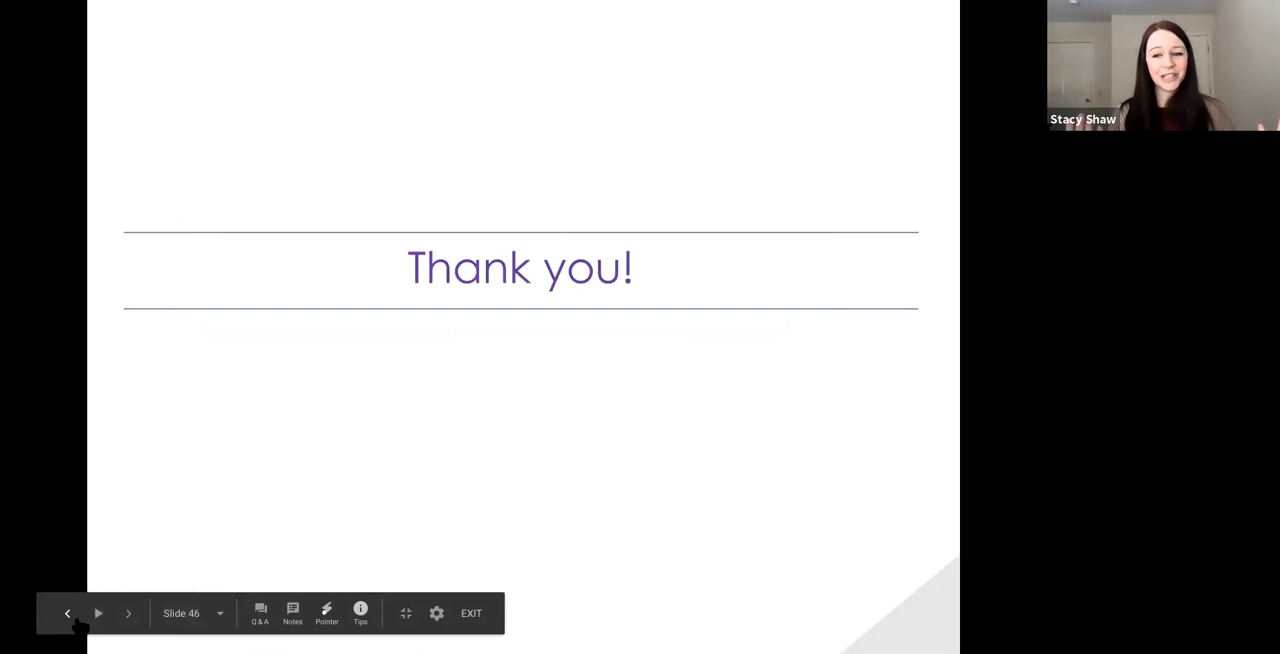 Stacy Shaw
Thank you!
Slide 46
Q & A
Notes
Pointer
Tips
EXIT